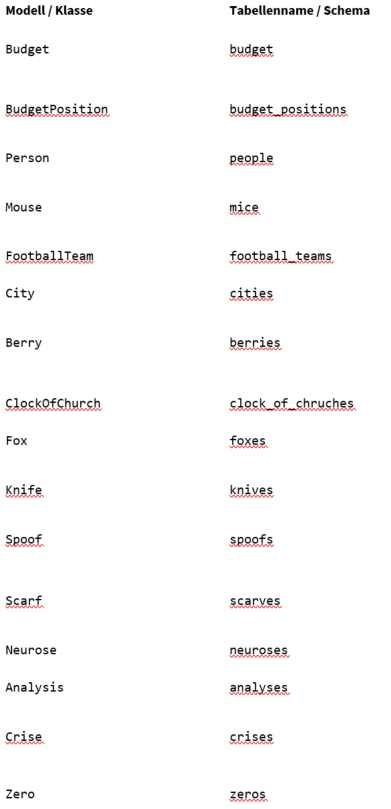 Modell / Klasse Tabellenname / Schema
Budget budget
BudgetPosition budget_positions
Person people
Mouse mice
FootballTeam football_teams
City cities
Berry berries
ClockOfChurch clock_of_chruches
Fox foxes
Knife knives
Spoof spoofs
Scarf scarves
Neurose neuroses
Analysis analyses
Crise crises
Zero zeros